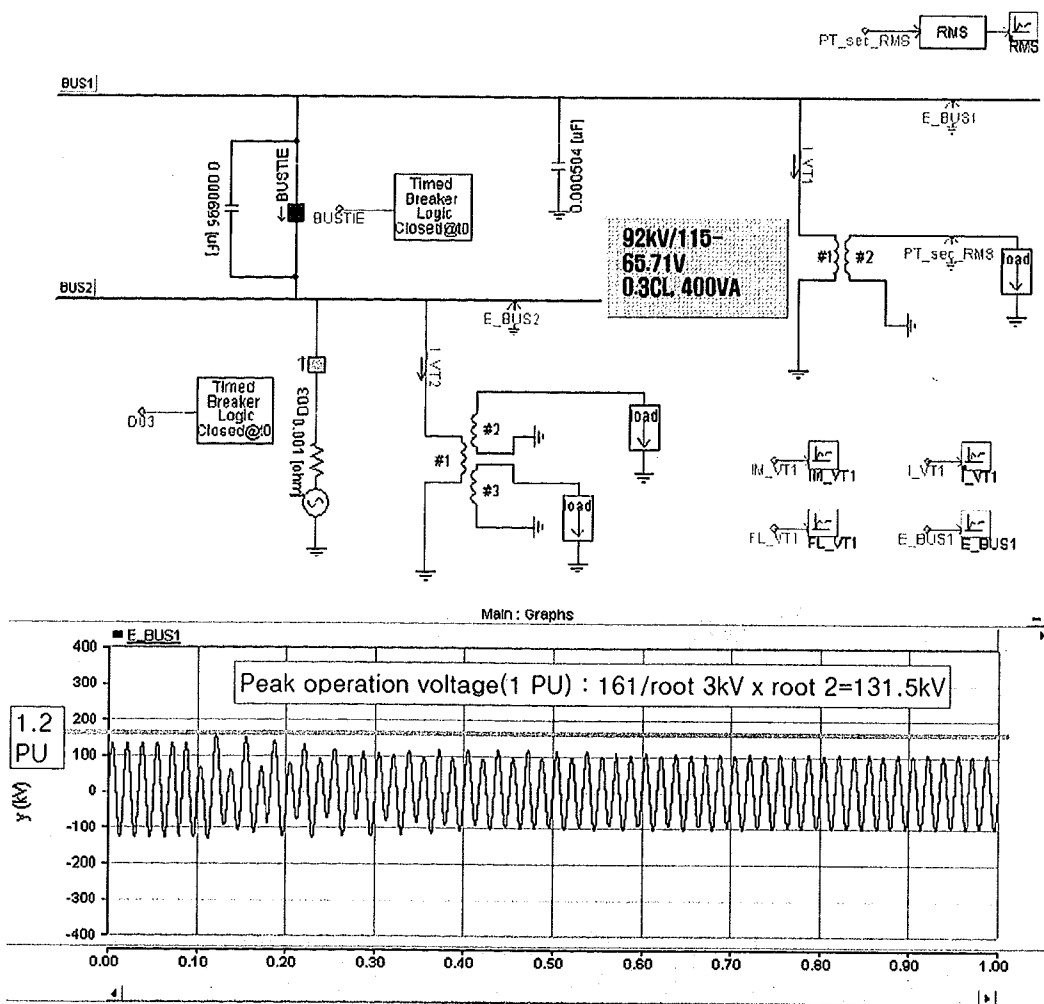 PT_sec_RMS
RMS
RMS
BUS1
E_BUS1
0.000695 [uF]
BUSTIE
BUSTIE
Timed
Breaker
Logic
Closed@t0
0.000504 [uF]
I_VT1
92kV/115-
65.71V
0.3CL, 400VA
#1
#2
PT_sec_RMS
load
BUS2
E_BUS2
I_VT2
D03
Timed
Breaker
Logic
Closed@t0
D03
0.001 [ohm]
#1
#2
#3
load
load
IM_VT1
IM_VT1
I_VT1
I_VT1
FL_VT1
FL_VT1
E_BUS1
E_BUS1
Main : Graphs
E_BUS1
Peak operation voltage(1 PU) : 161/root 3kV x root 2=131.5kV
1.2
PU
y (kV)
400
300
200
100
0
-100
-200
-300
-400
0.00
0.10
0.20
0.30
0.40
0.50
0.60
0.70
0.80
0.90
1.00